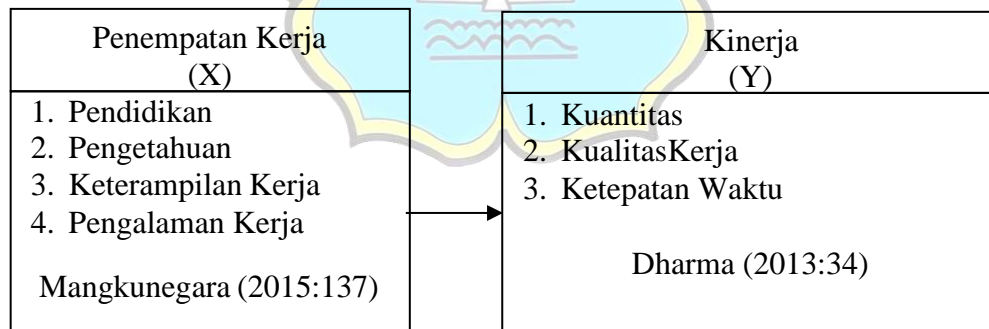 Penempatan Kerja
(X)
1. Pendidikan
2. Pengetahuan
3. Keterampilan Kerja
4. Pengalaman Kerja
Mangkunegara (2015:137)
Kinerja
(Y)
1. Kuantitas
2. KualitasKerja
3. Ketepatan Waktu
Dharma (2013:34)